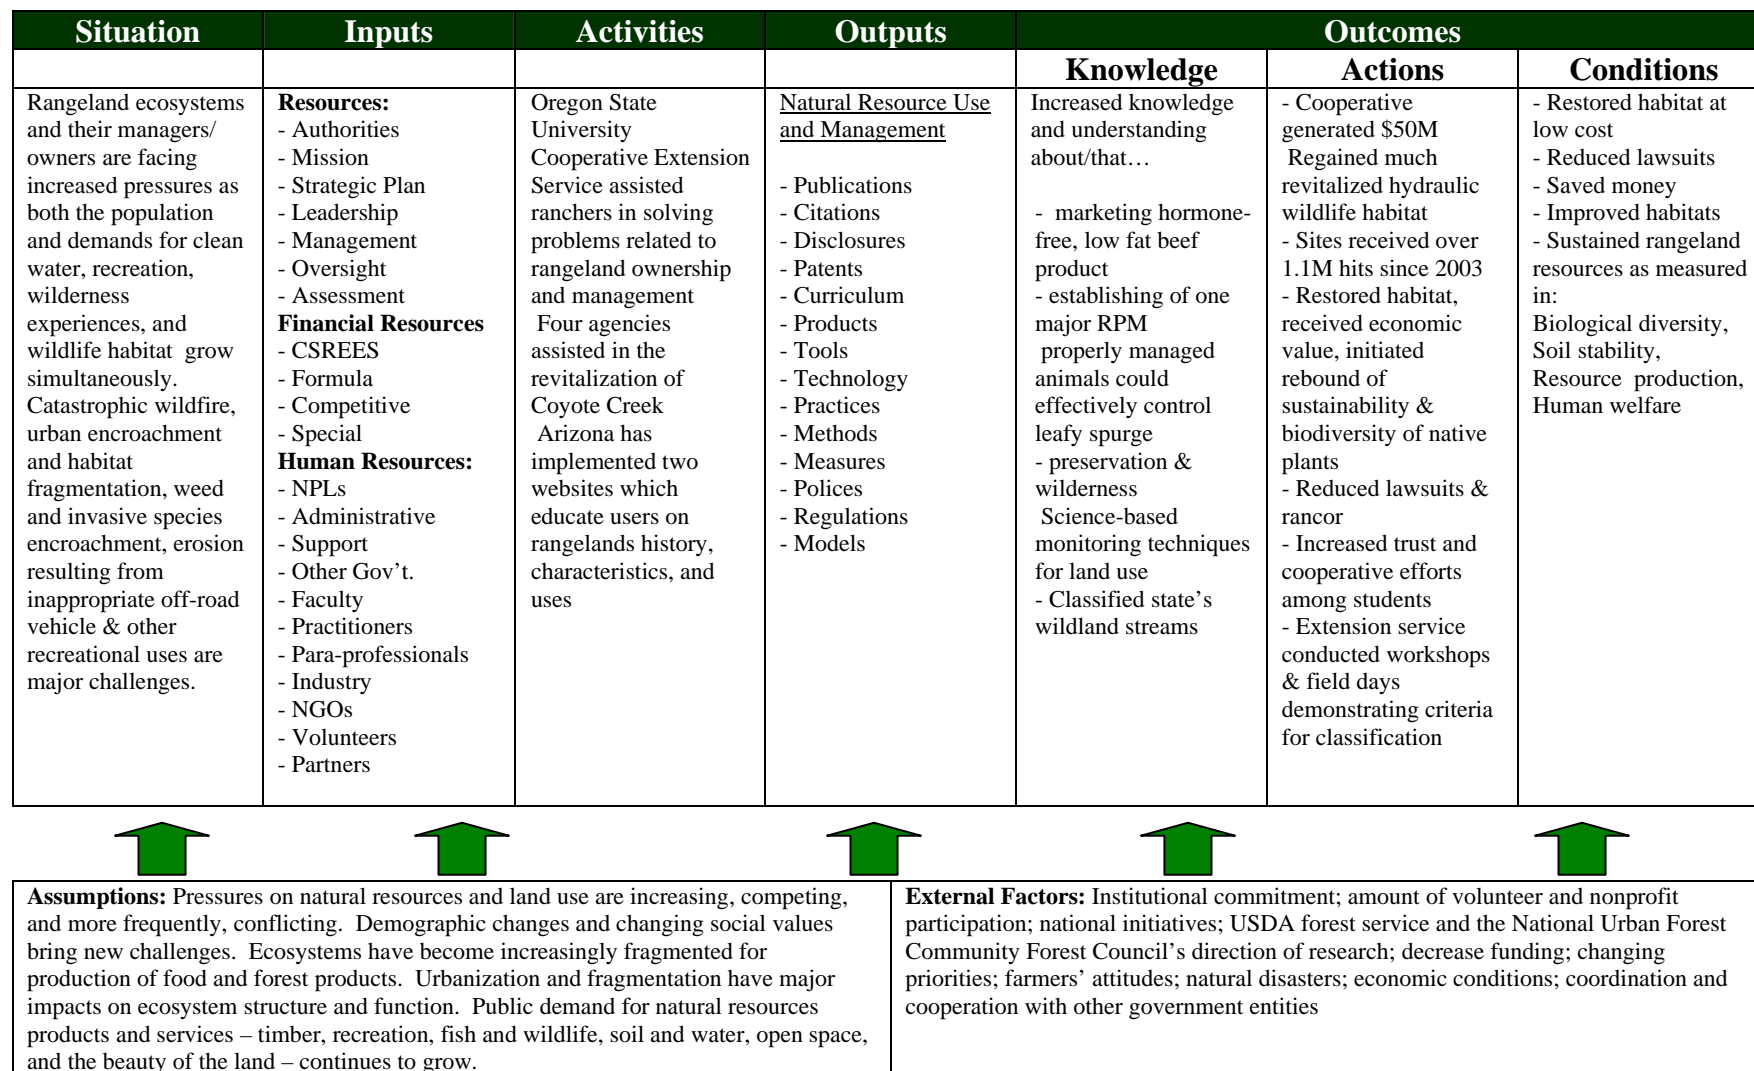 Situation
Inputs
Activities
Outputs
Outcomes
Knowledge
Actions
Conditions
Rangeland ecosystems
and their managers/
owners are facing
increased pressures as
both the population
and demands for clean
water, recreation,
wilderness
experiences, and
wildlife habitat grow
simultaneously.
Catastrophic wildfire,
urban encroachment
and habitat
fragmentation, weed
and invasive species
encroachment, erosion
resulting from
inappropriate off-road
vehicle & other
recreational uses are
major challenges.
Resources:
- Authorities
- Mission
- Strategic Plan
- Leadership
- Management
- Oversight
- Assessment
Financial Resources
- CSREES
- Formula
- Competitive
- Special
Human Resources:
- NPLs
- Administrative
- Support
- Other Gov't.
- Faculty
- Practitioners
- Para-professionals
- Industry
- NGOs
- Volunteers
- Partners
Oregon State
University
Cooperative Extension
Service assisted
ranchers in solving
problems related to
rangeland ownership
and management
Four agencies
assisted in the
revitalization of
Coyote Creek
Arizona has
implemented two
websites which
educate users on
rangelands history,
characteristics, and
uses
Natural Resource Use
and Management
- Publications
- Citations
- Disclosures
- Patents
- Curriculum
- Products
- Tools
- Technology
- Practices
- Methods
- Measures
- Polices
- Regulations
- Models
Increased knowledge
and understanding
about/that…
- marketing hormone-
free, low fat beef
product
- establishing of one
major RPM
properly managed
animals could
effectively control
leafy spurge
- preservation &
wilderness
Science-based
monitoring techniques
for land use
- Classified state's
wildland streams
- Cooperative
generated $50M
Regained much
revitalized hydraulic
wildlife habitat
- Sites received over
1.1M hits since 2003
- Restored habitat,
received economic
value, initiated
rebound of
sustainability &
biodiversity of native
plants
- Reduced lawsuits &
rancor
- Increased trust and
cooperative efforts
among students
- Extension service
conducted workshops
& field days
demonstrating criteria
for classification
- Restored habitat at
low cost
- Reduced lawsuits
- Saved money
- Improved habitats
- Sustained rangeland
resources as measured
in:
Biological diversity,
Soil stability,
Resource production,
Human welfare
Assumptions: Pressures on natural resources and land use are increasing, competing,
and more frequently, conflicting. Demographic changes and changing social values
bring new challenges. Ecosystems have become increasingly fragmented for
production of food and forest products. Urbanization and fragmentation have major
impacts on ecosystem structure and function. Public demand for natural resources
products and services – timber, recreation, fish and wildlife, soil and water, open space,
and the beauty of the land – continues to grow.
External Factors: Institutional commitment; amount of volunteer and nonprofit
participation; national initiatives; USDA forest service and the National Urban Forest
Community Forest Council's direction of research; decrease funding; changing
priorities; farmers' attitudes; natural disasters; economic conditions; coordination and
cooperation with other government entities